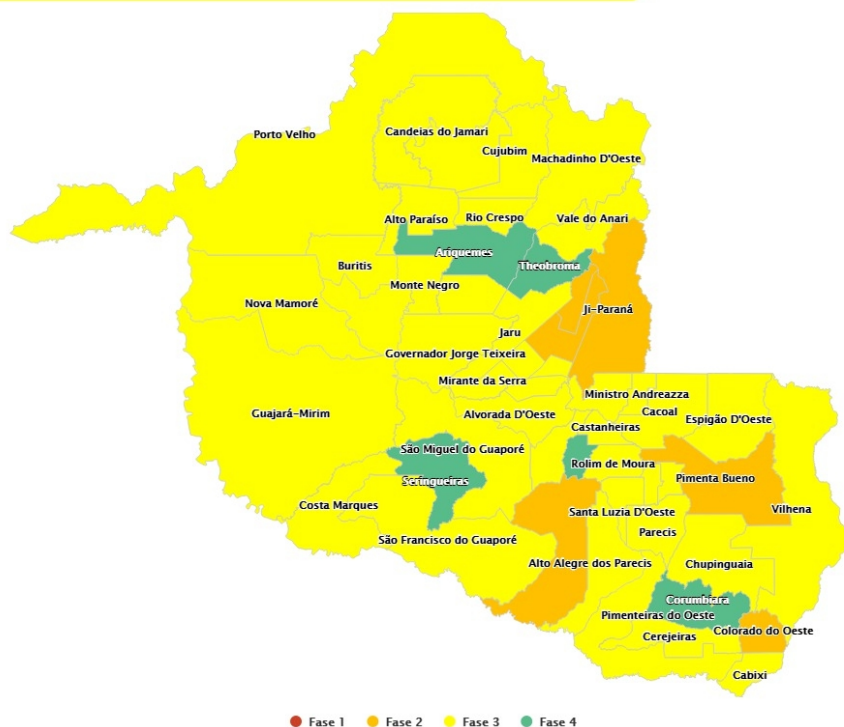 Porto Velho
Candeias do Jamari
Cujubim
Machadinho D'Oeste
Alto Paraíso
Rio Crespo
Vale do Anari
Ariquemes
Theobroma
Buritis
Monte Negro
Nova Mamoré
Ji-Paraná
Jaru
Governador Jorge Teixeira
Mirante da Serra
Ministro Andreazza
Cacoal
Guajará-Mirim
Alvorada D'Oeste
Espigão D'Oeste
Castanheiras
São Miguel do Guaporé
Rolim de Moura
Seringueiras
Pimenta Bueno
Costa Marques
Santa Luzia D'Oeste
Vilhena
Parecis
São Francisco do Guaporé
Alto Alegre dos Parecis
Chupinguaia
Corumbiara
Pimenteiras do Oeste
Colorado do Oeste
Cerejeiras
Cabixi
Fase 1 Fase 2 Fase 3 Fase 4